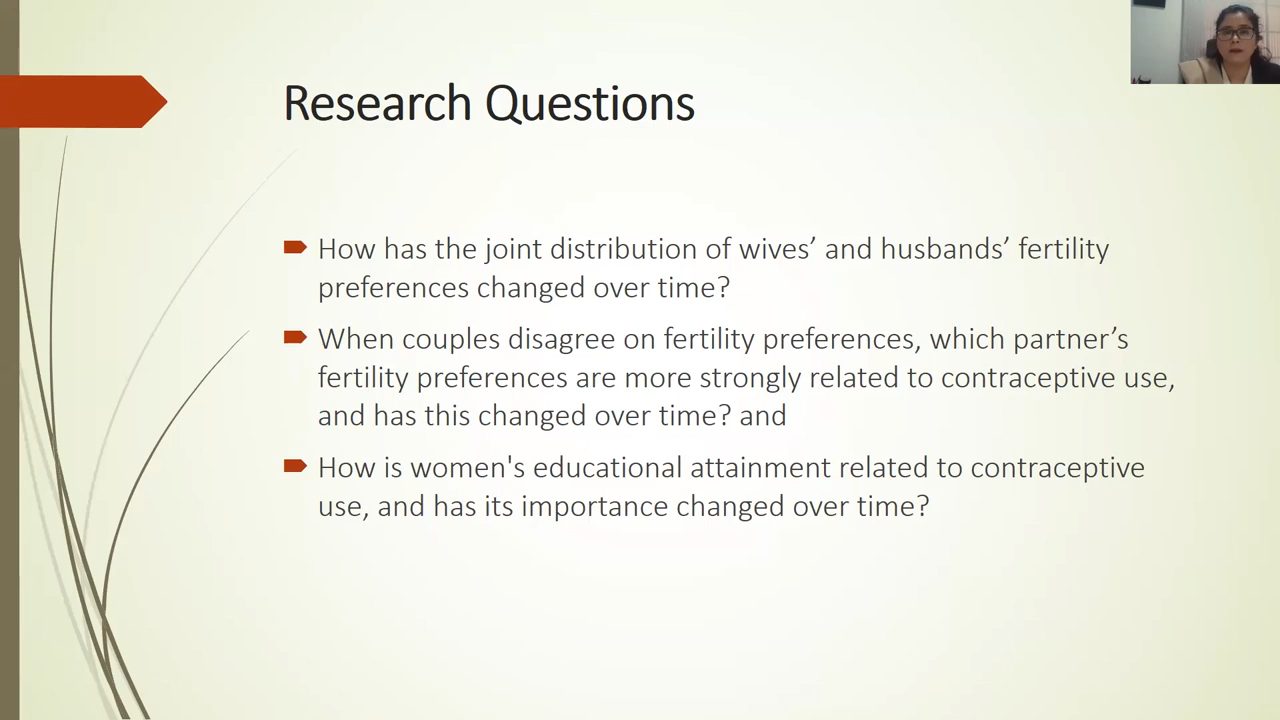 Research Questions
How has the joint distribution of wives’ and husbands’ fertility
preferences changed over time?
When couples disagree on fertility preferences, which partner’s
fertility preferences are more strongly related to contraceptive use,
and has this changed over time? and
How is women's educational attainment related to contraceptive
use, and has its importance changed over time?